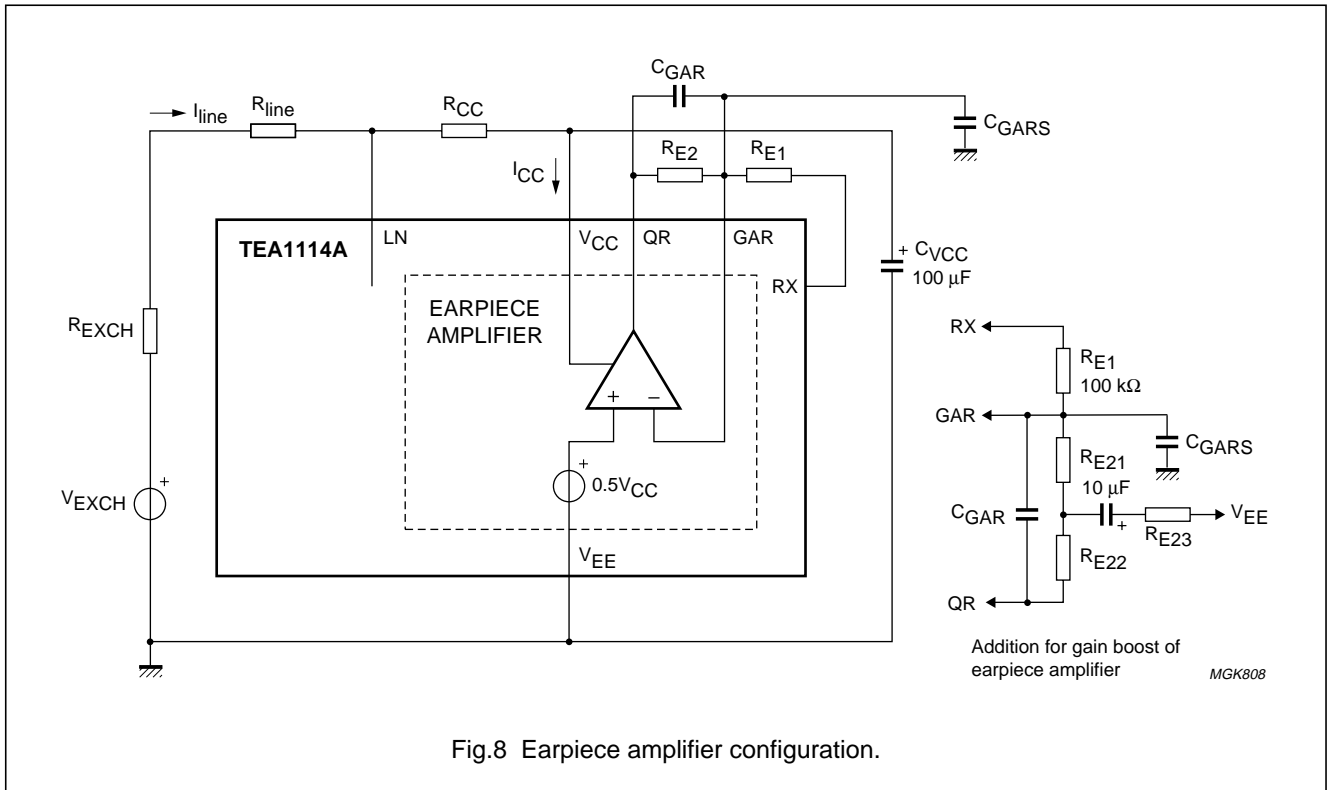 CGAR
Iline
Rline
RCC
CGARS
RE2
RE1
ICC
TEA1114A
LN
VCC
QR
GAR
+ CVCC
100 μF
RX
EARPIECE
AMPLIFIER
REXCH
+
−
RX
RE1
100 kΩ
GAR
CGARS
RE21
10 μF
+
0.5VCC
+
VEXCH
CGAR
+
RE23
VEE
RE22
VEE
QR
Addition for gain boost of
earpiece amplifier
MGK808
Fig.8 Earpiece amplifier configuration.